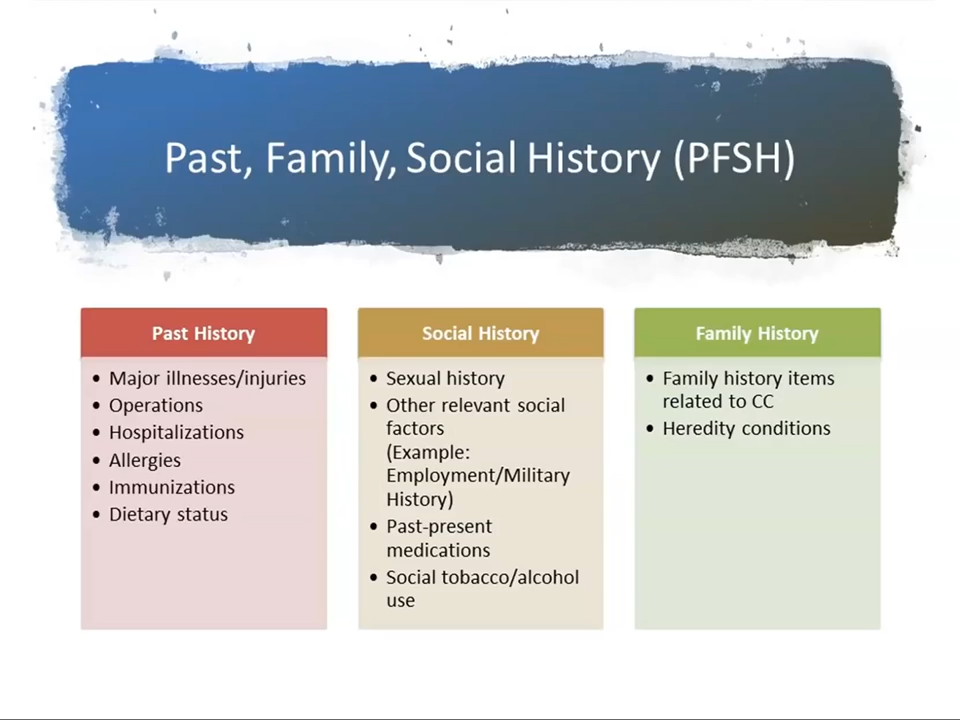 Past, Family, Social History (PFSH)
Past History
• Major illnesses/injuries
• Operations
• Hospitalizations
• Allergies
• Immunizations
• Dietary status
Social History
• Sexual history
• Other relevant social
factors
(Example:
Employment/Military
History)
• Past-present
medications
• Social tobacco/alcohol
use
Family History
• Family history items
related to CC
• Heredity conditions